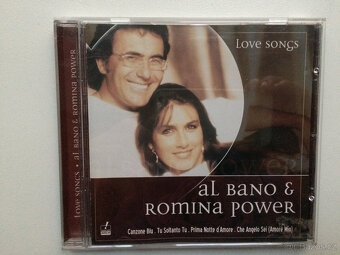 Love songs
Love songs • aL Bano & Romina Power
aL Bano &
Romina Power
Canzone Blu . Tu Soltanto Tu . Prima Notte d'Amore . Che Angelo Sei (Amore Mio)